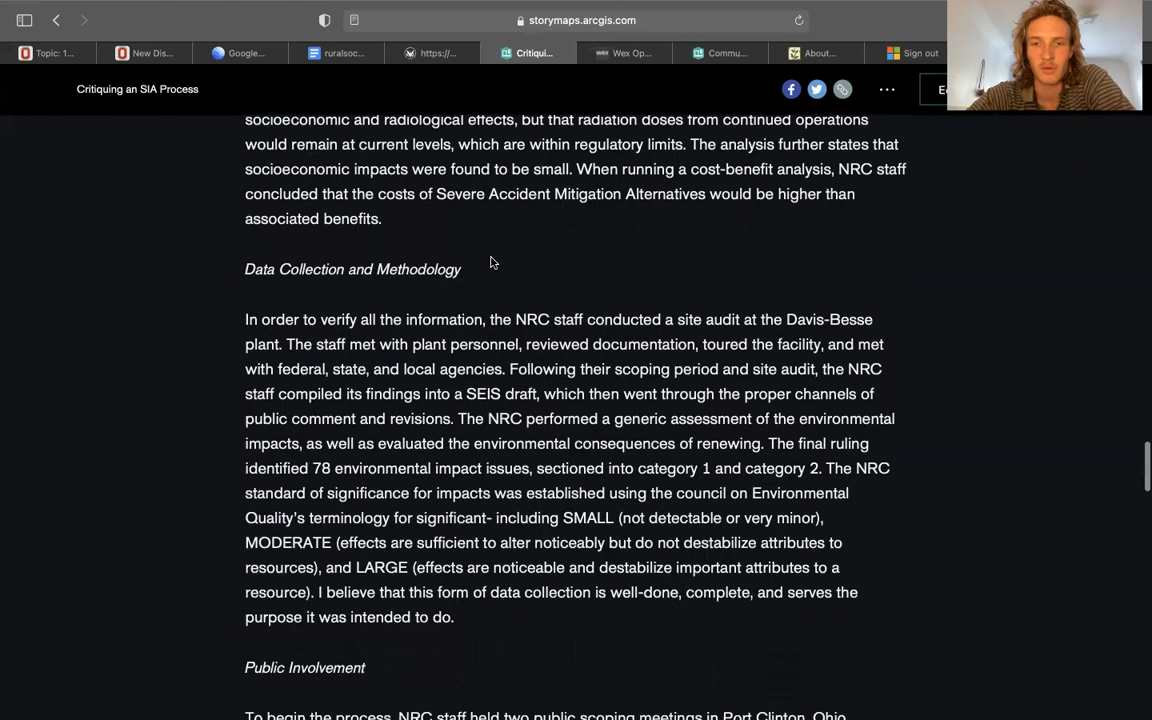 storymaps.arcgis.com
Topic: 1... New Dis... Google... ruralsoc... https://... Critiqui... Wex Op... Commu... About... Sign out
Critiquing an SIA Process
socioeconomic and radiological effects, but that radiation doses from continued operations
would remain at current levels, which are within regulatory limits. The analysis further states that
socioeconomic impacts were found to be small. When running a cost-benefit analysis, NRC staff
concluded that the costs of Severe Accident Mitigation Alternatives would be higher than
associated benefits.
Data Collection and Methodology
In order to verify all the information, the NRC staff conducted a site audit at the Davis-Besse
plant. The staff met with plant personnel, reviewed documentation, toured the facility, and met
with federal, state, and local agencies. Following their scoping period and site audit, the NRC
staff compiled its findings into a SEIS draft, which then went through the proper channels of
public comment and revisions. The NRC performed a generic assessment of the environmental
impacts, as well as evaluated the environmental consequences of renewing. The final ruling
identified 78 environmental impact issues, sectioned into category 1 and category 2. The NRC
standard of significance for impacts was established using the council on Environmental
Quality's terminology for significant- including SMALL (not detectable or very minor),
MODERATE (effects are sufficient to alter noticeably but do not destabilize attributes to
resources), and LARGE (effects are noticeable and destabilize important attributes to a
resource). I believe that this form of data collection is well-done, complete, and serves the
purpose it was intended to do.
Public Involvement
To begin the process, NRC staff held two public scoping meetings in Port Clinton, Ohio